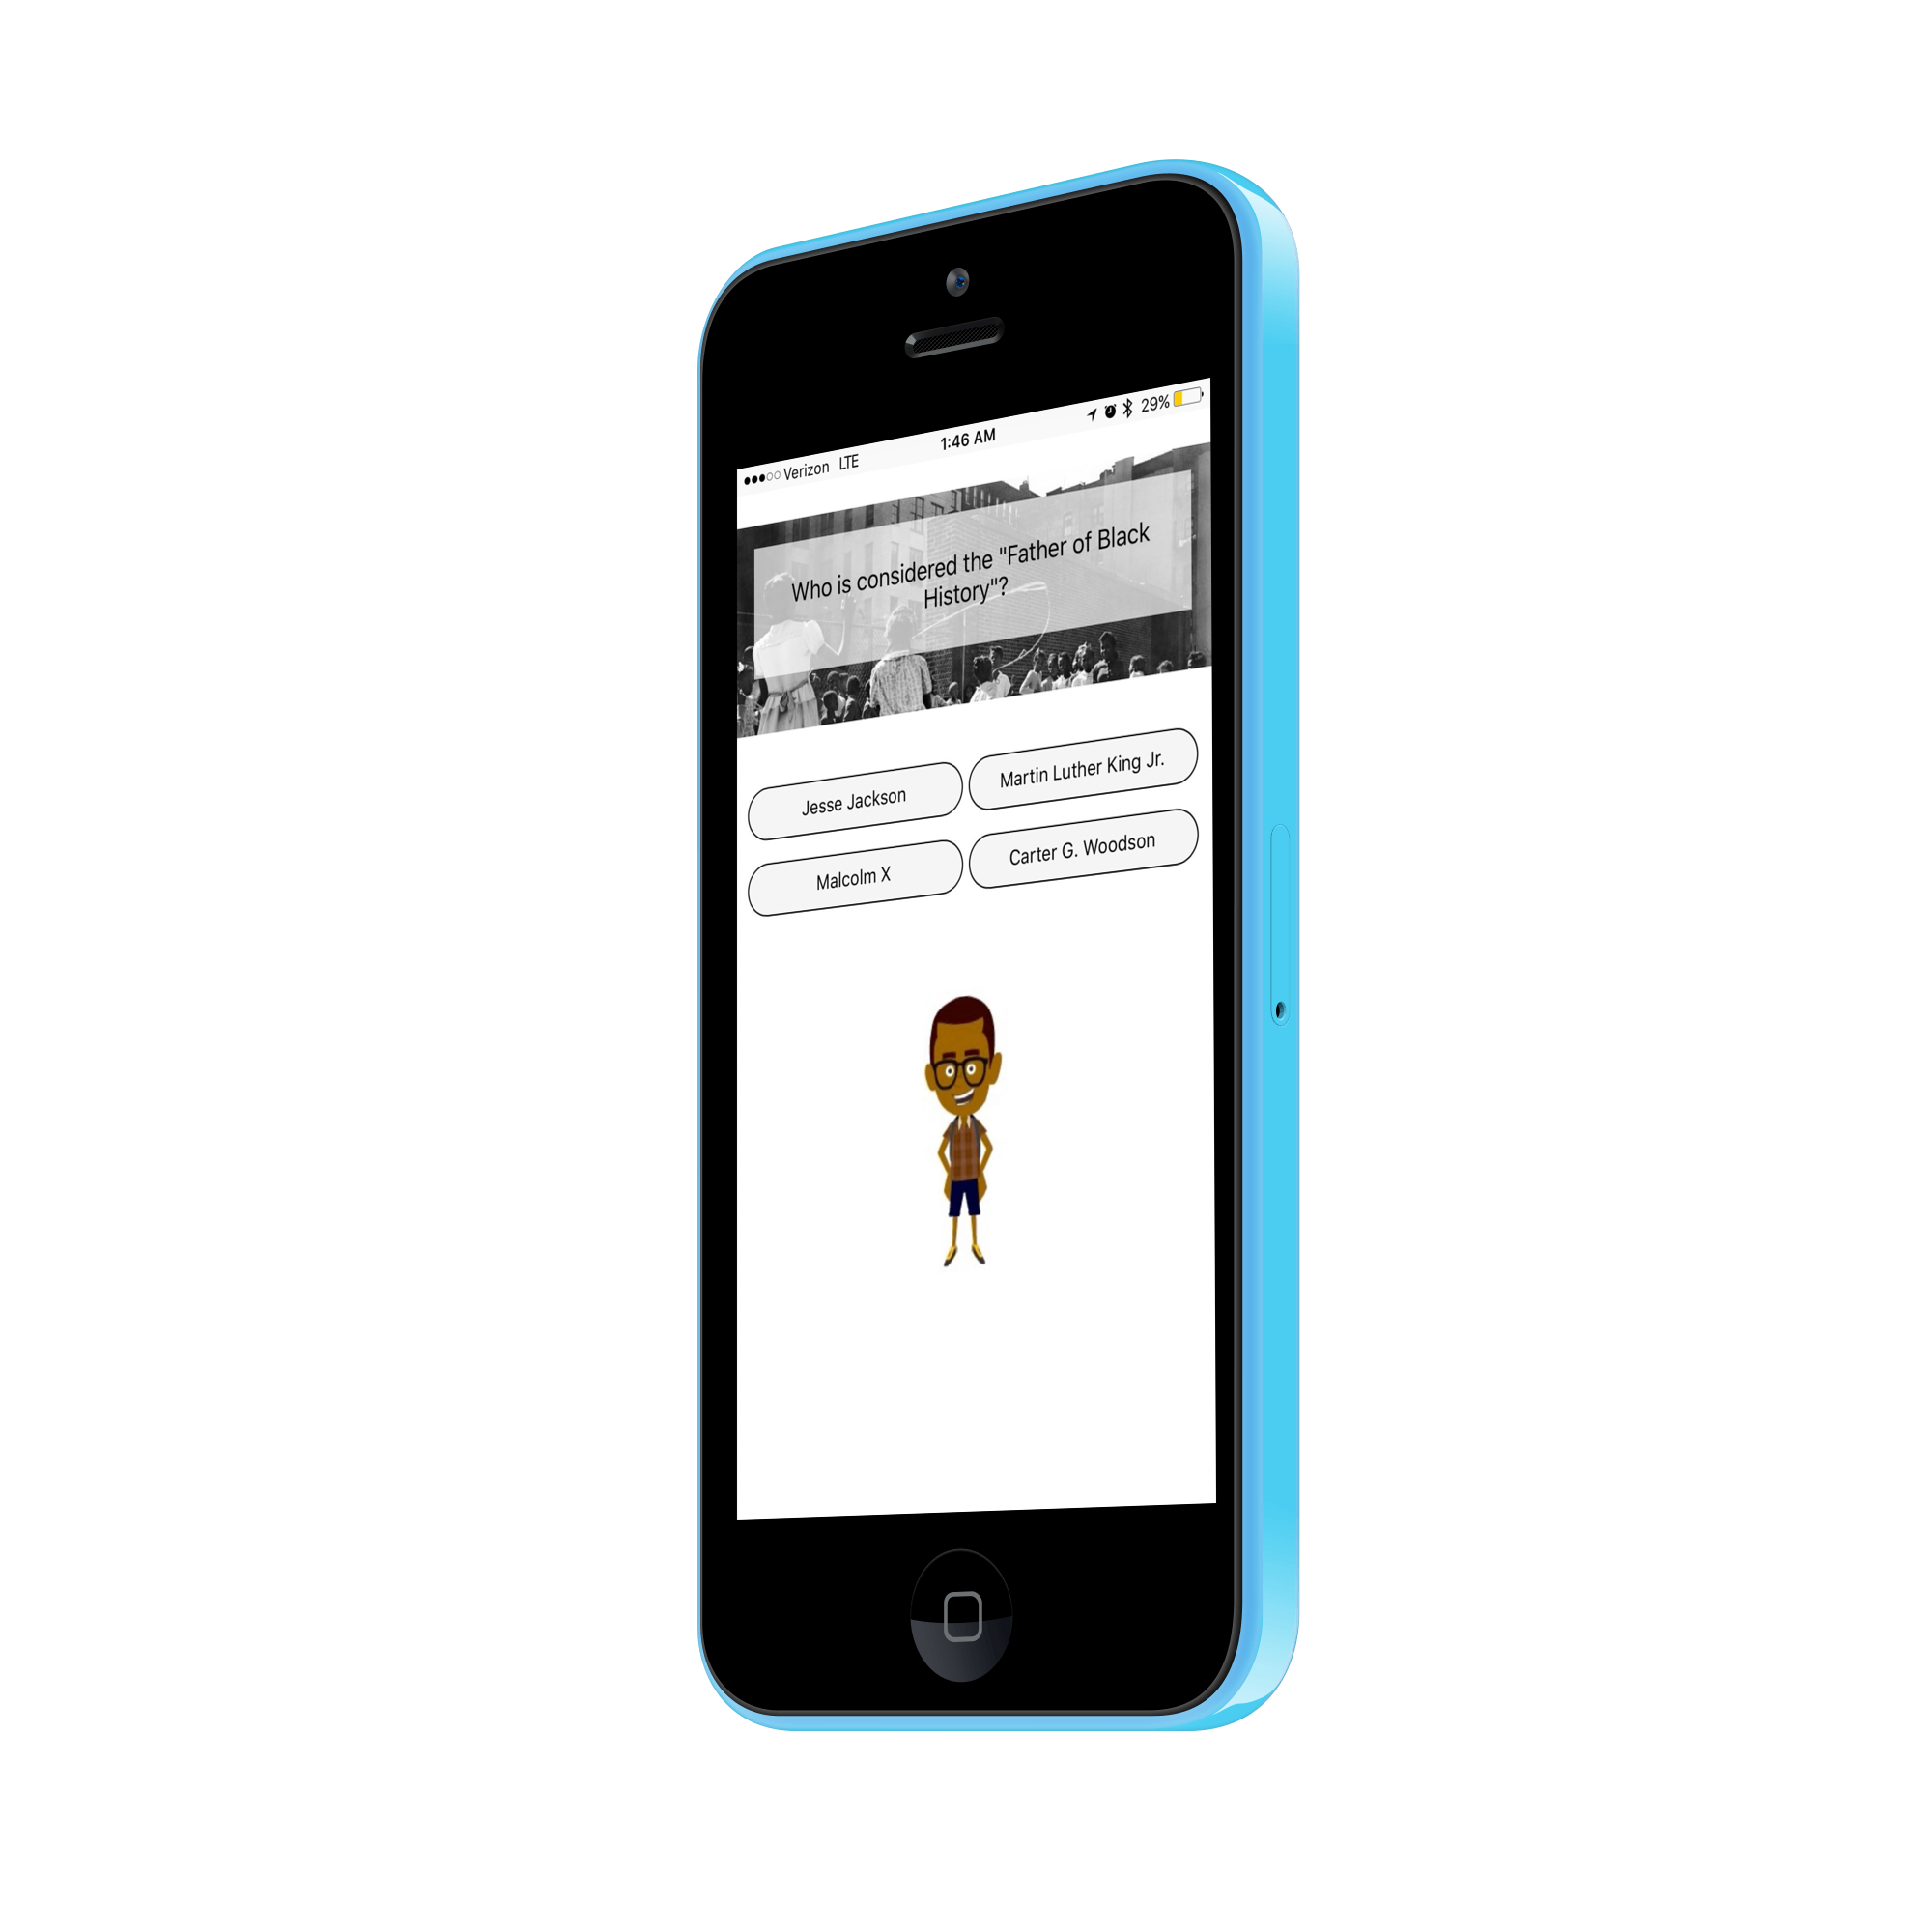 Verizon LTE 1:46 AM 29%
Who is considered the "Father of Black
History"?
Jesse Jackson
Martin Luther King Jr.
Malcolm X
Carter G. Woodson